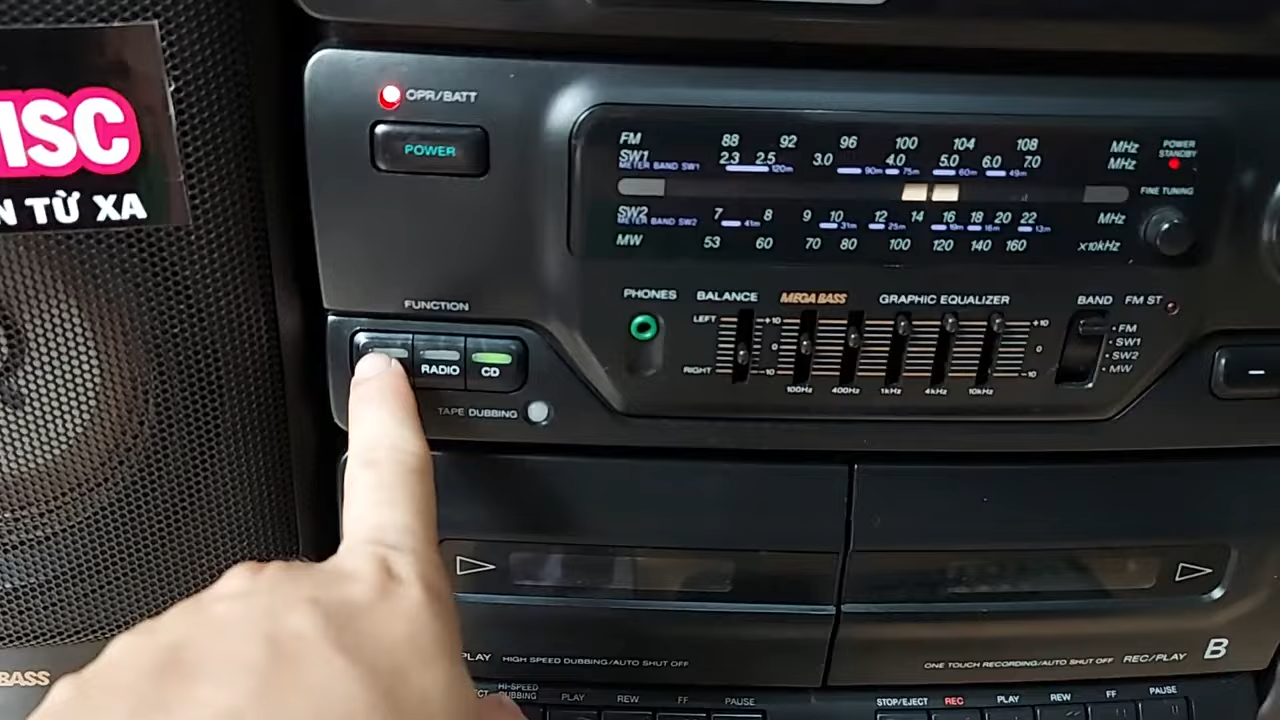 ISC
N TỪ XA
BASS
OPR/BATT
POWER
FM 88 92 96 100 104 108 MHz
SW1 2.3 2.5 3.0 4.0 5.0 6.0 7.0 MHz
METER BAND SW1 120m 90m 75m 60m 49m
SW2 7 8 9 10 12 14 16 18 20 22 MHz
METER BAND SW2 41m 31m 25m 19m 16m 13m
MW 53 60 70 80 100 120 140 160 x10kHz
POWER
STANDBY
FINE TUNING
FUNCTION
RADIO
CD
TAPE DUBBING
PHONES
BALANCE
LEFT
RIGHT
MEGA BASS
GRAPHIC EQUALIZER
+10 +10
0 0
-10 -10
100Hz 400Hz 1kHz 4kHz 10kHz
BAND
FM ST
FM
SW1
SW2
MW
−
PLAY HIGH SPEED DUBBING/AUTO SHUT OFF
ONE TOUCH RECORDING/AUTO SHUT OFF REC/PLAY B
HI-SPEED
DUBBING
PLAY REW FF PAUSE
STOP/EJECT REC PLAY REW FF PAUSE